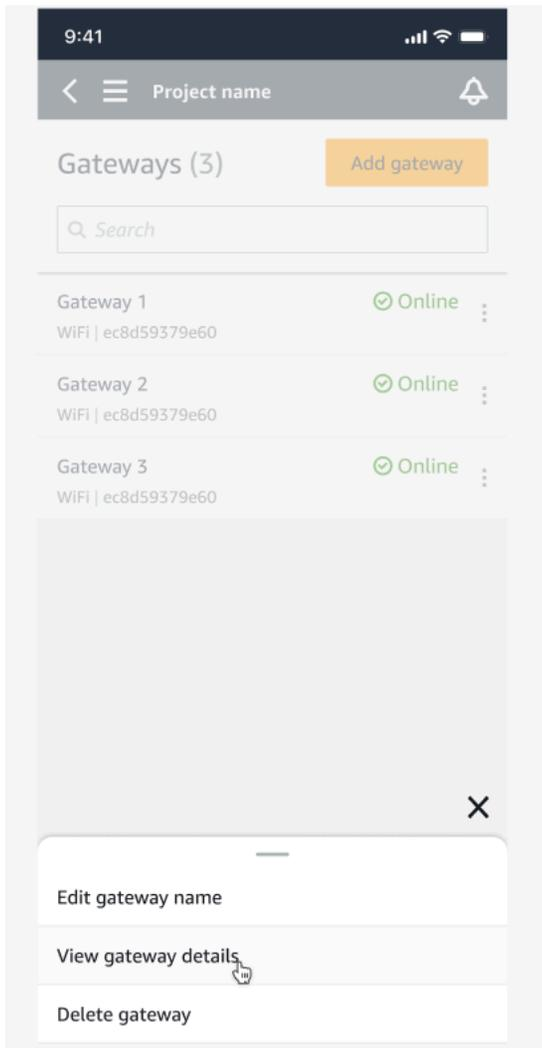 9:41
Project name
Gateways (3)
Add gateway
Search
Gateway 1
Online
WiFi | ec8d59379e60
Gateway 2
Online
WiFi | ec8d59379e60
Gateway 3
Online
WiFi | ec8d59379e60
Edit gateway name
View gateway details
Delete gateway